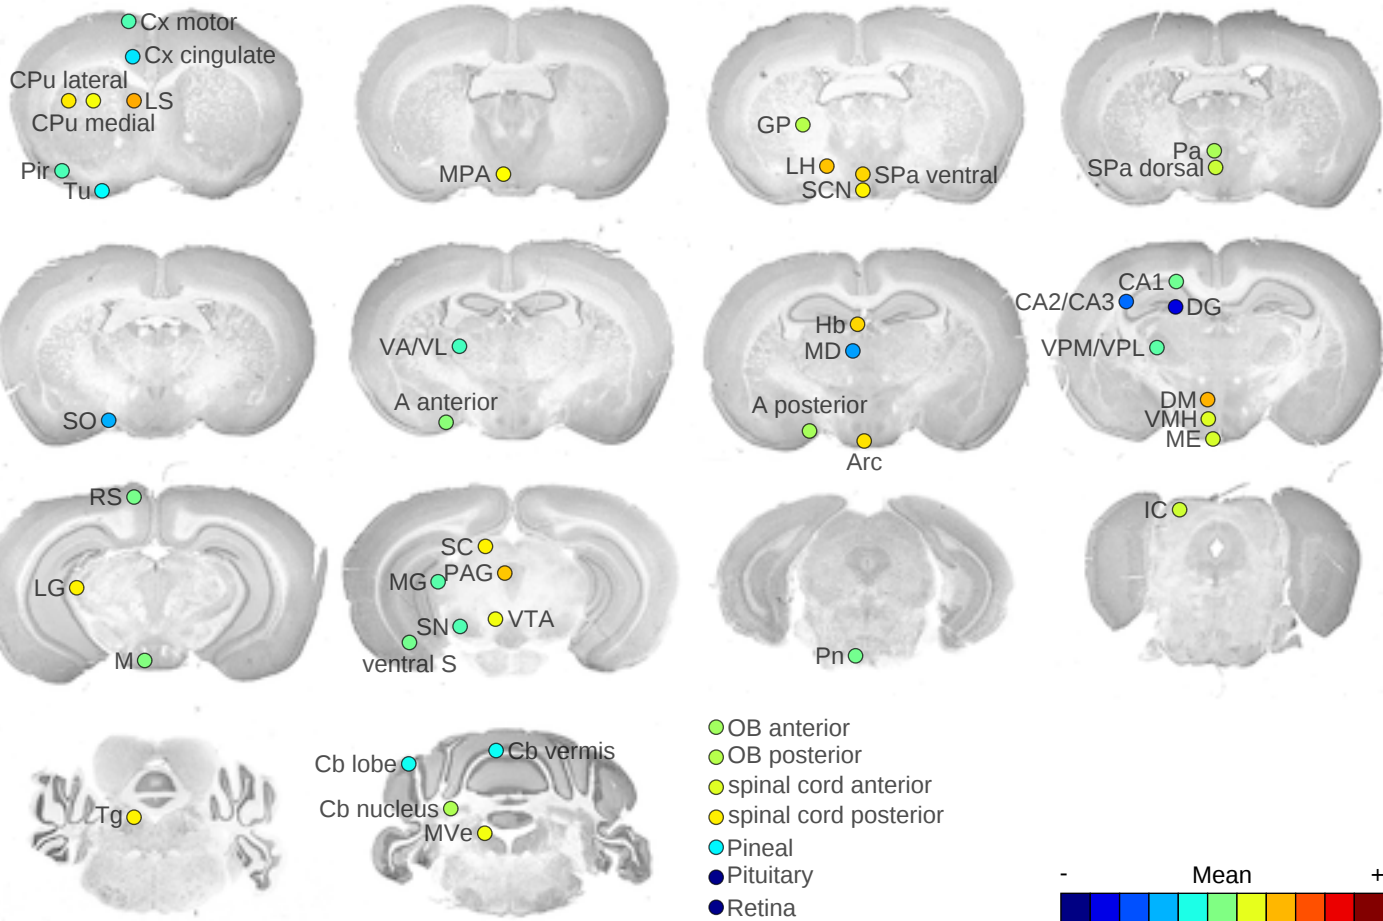 Cx motor
Cx cingulate
CPu lateral
LS
CPu medial
Pir
Tu
MPA
GP
LH
SPa ventral
SCN
Pa
SPa dorsal
SO
VA/VL
A anterior
Hb
MD
A posterior
Arc
CA1
CA2/CA3
DG
VPM/VPL
DM
VMH
ME
RS
LG
M
SC
MG
PAG
SN
VTA
ventral S
Pn
IC
Tg
Cb lobe
Cb vermis
Cb nucleus
MVe
OB anterior
OB posterior
spinal cord anterior
spinal cord posterior
Pineal
Pituitary
Retina
- Mean +